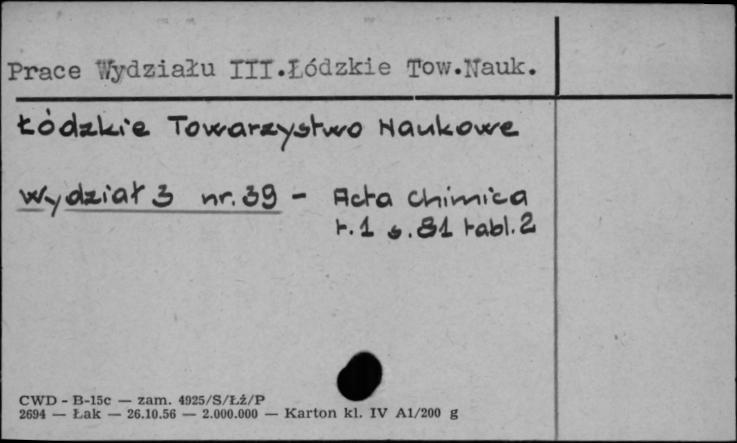 Prace Wydziału III.Łódzkie Tow.Nauk.
Łódzkie Towarzystwo Naukowe
Wydział 3 nr. 39 - Acta chimica
t. 1 s. 81 tabl. 2
CWD - B-15c — zam. 4925/S/Łż/P
2694 — Łak — 26.10.56 — 2.000.000 — Karton kl. IV A1/200 g